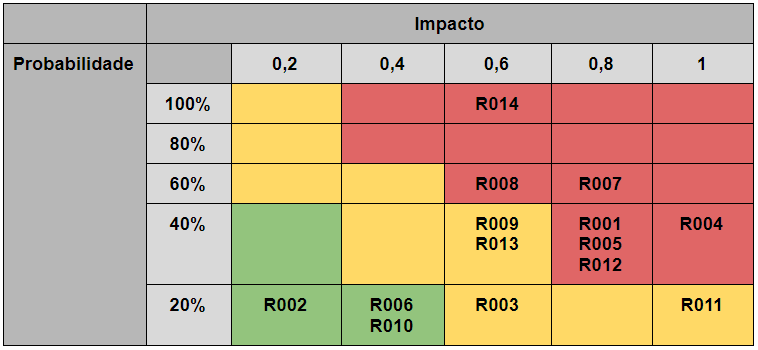 Impacto
Probabilidade 0,2 0,4 0,6 0,8 1
100% R014
80%
60% R008 R007
40% R009 R001 R004
R013 R005
R012
20% R002 R006 R003 R011
R010